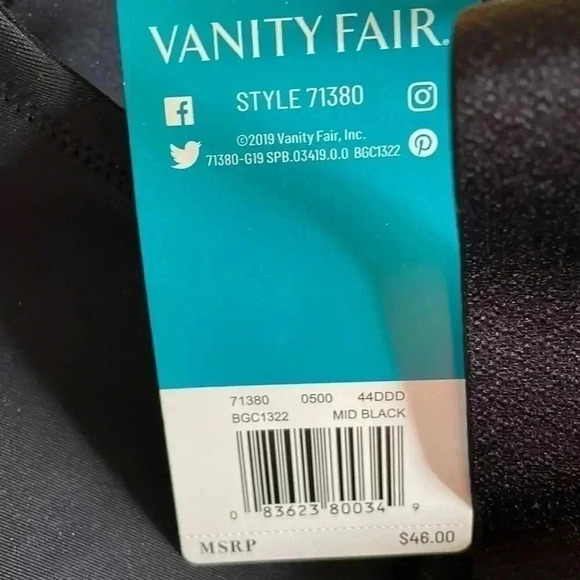 VANITY FAIR®
STYLE 71380
©2019 Vanity Fair, Inc.
71380-G19 SPB.03419.0.0 BGC1322
71380 0500 44DDD
BGC1322 MID BLACK
0 83623 80034 9
MSRP $46.00